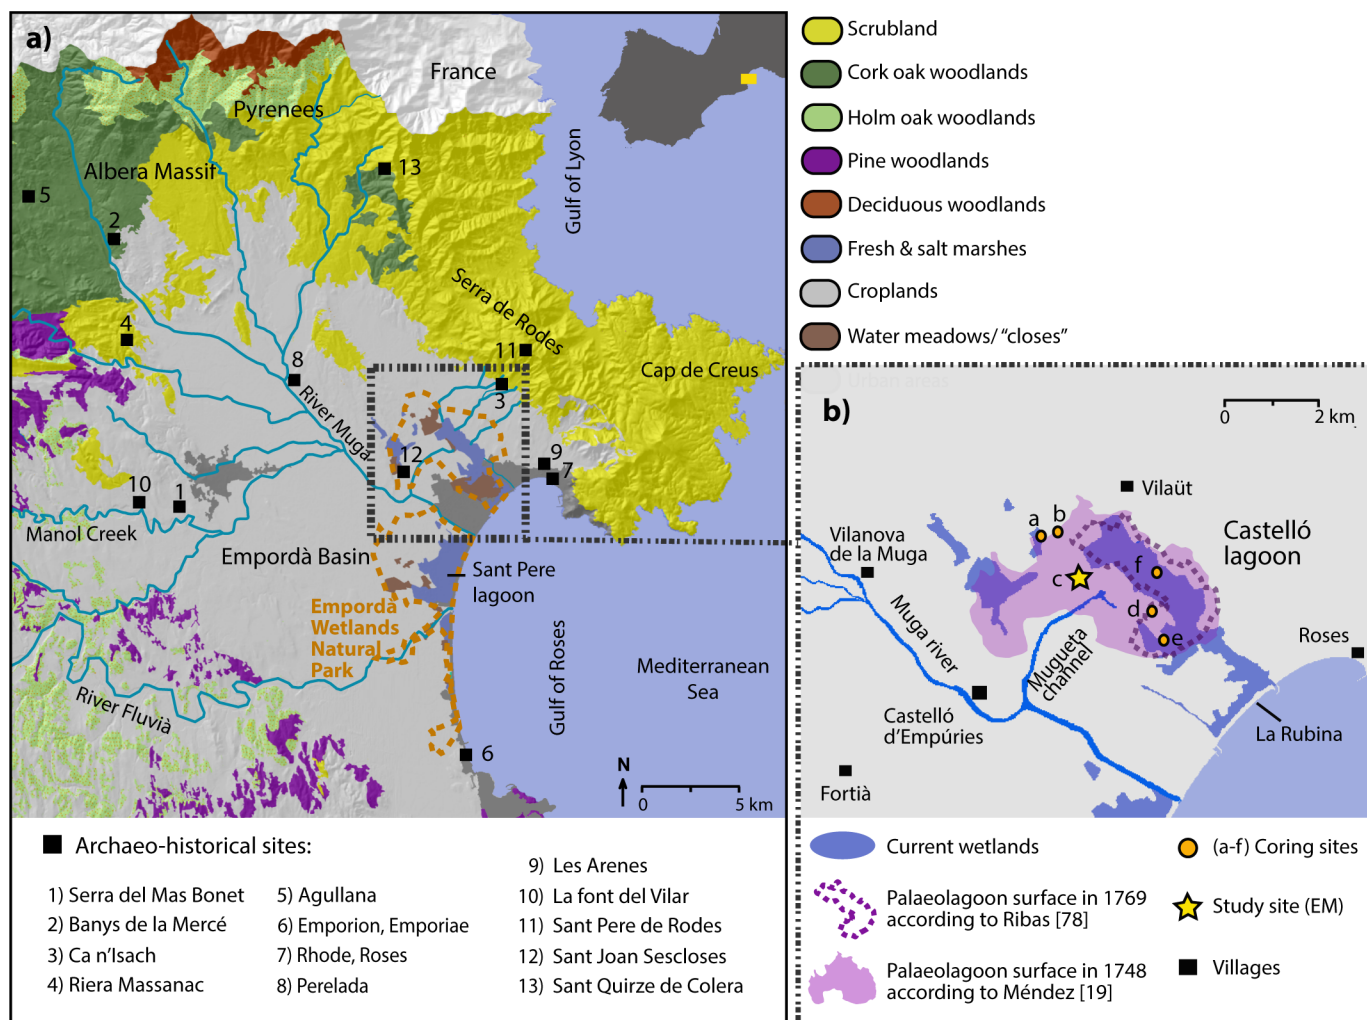 a)
France
Pyrenees
Albera Massif
Gulf of Lyon
13
5
2
Serra de Rodes
4
11
Cap de Creus
8
3
River Muga
9
7
12
10
1
Manol Creek
Empordà Basin
Sant Pere
lagoon
Empordà
Wetlands
Natural
Park
Gulf of Roses
Mediterranean
Sea
River Fluvià
6
N
0 5 km
Archaeo-historical sites:
1) Serra del Mas Bonet
2) Banys de la Mercé
3) Ca n'Isach
4) Riera Massanac
5) Agullana
6) Emporion, Emporiae
7) Rhode, Roses
8) Perelada
9) Les Arenes
10) La font del Vilar
11) Sant Pere de Rodes
12) Sant Joan Sescloses
13) Sant Quirze de Colera
Scrubland
Cork oak woodlands
Holm oak woodlands
Pine woodlands
Deciduous woodlands
Fresh & salt marshes
Croplands
Water meadows/ “closes”
Urban areas
b)
0 2 km
Vilaüt
a
b
Castelló
lagoon
Vilanova
de la Muga
c
f
d
e
Muga river
Mugueta
channel
Roses
Castelló
d'Empúries
La Rubina
Fortià
Current wetlands
Palaeolagoon surface in 1769
according to Ribas [78]
Palaeolagoon surface in 1748
according to Méndez [19]
(a-f) Coring sites
Study site (EM)
Villages